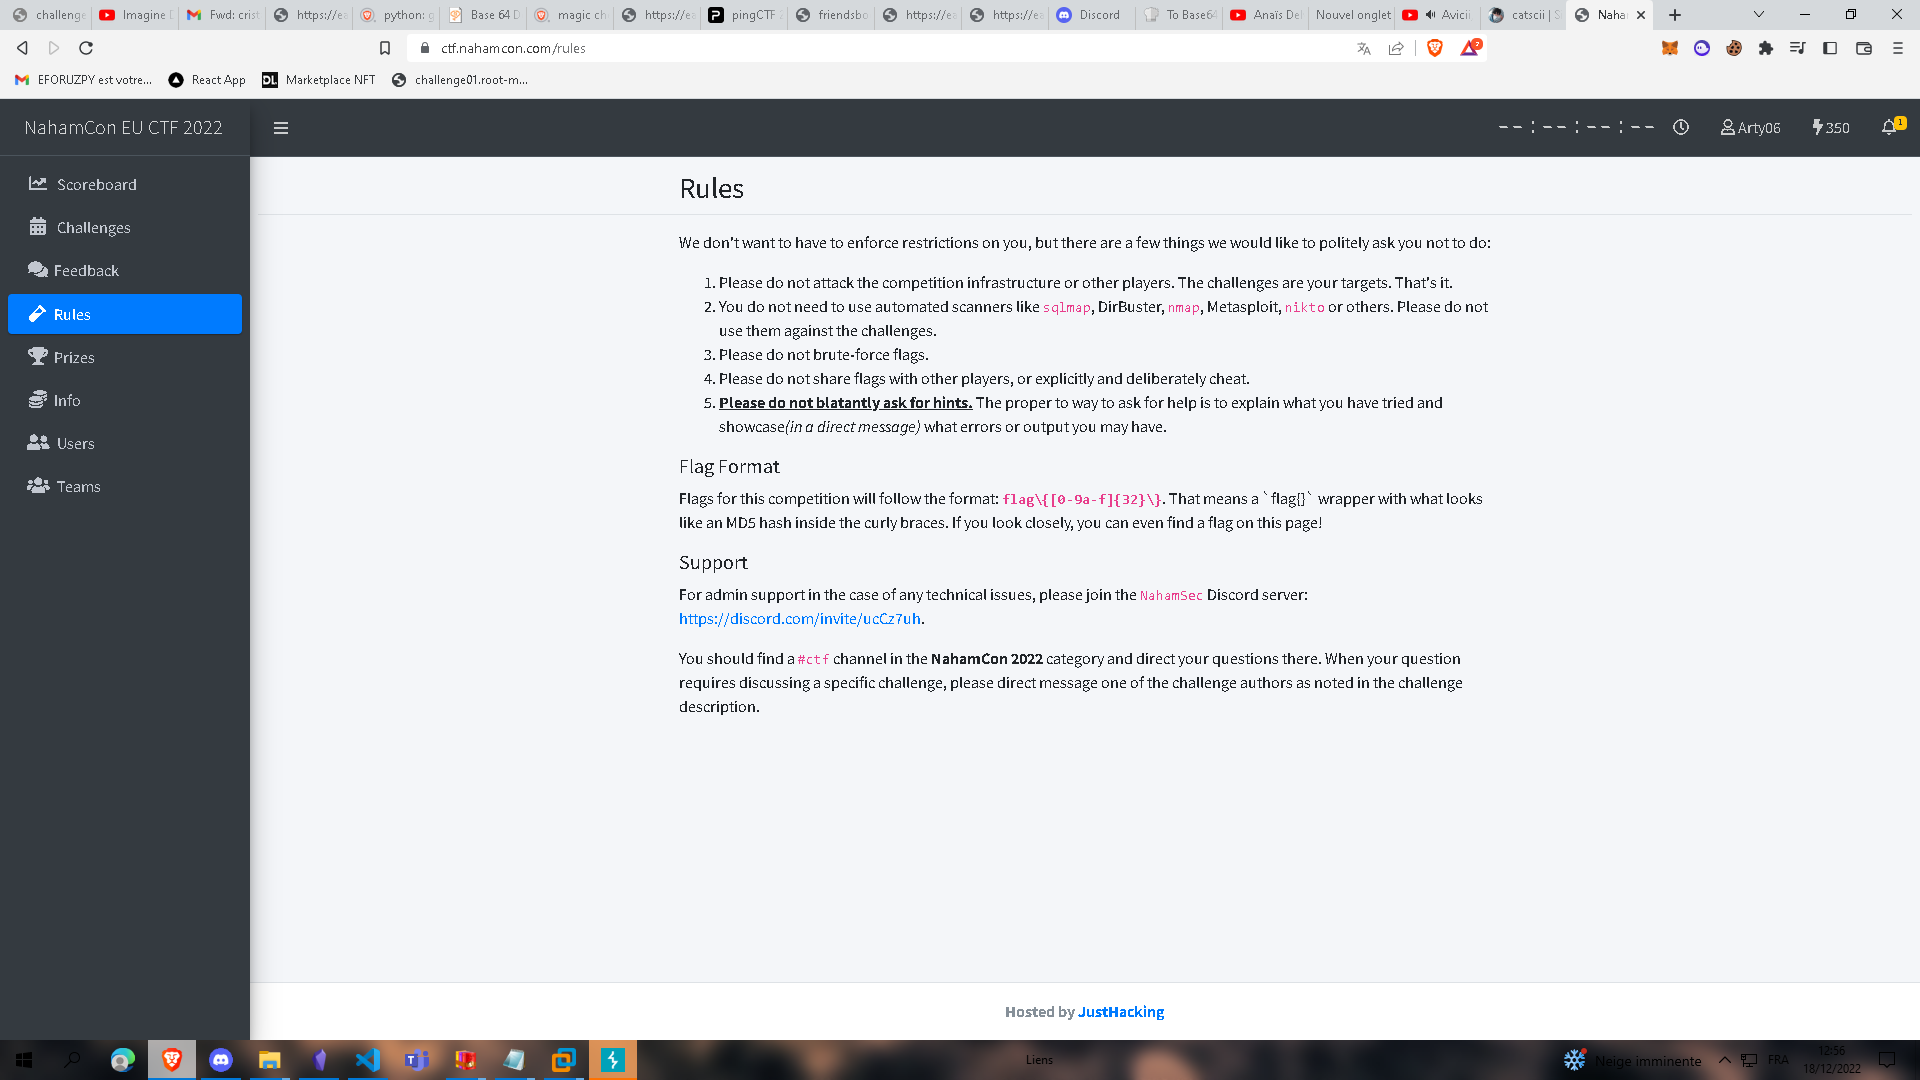 challenge
Imagine D
Fwd: crist
https://ea
python: g
Base 64 D
magic ch
https://ea
pingCTF 2
friendsbo
https://ea
https://ea
Discord
To Base64
Anaïs Del
Nouvel onglet
Avicii
catscii | S
Naha
ctf.nahamcon.com/rules
EFORUZPY est votre...
React App
Marketplace NFT
challenge01.root-m...
NahamCon EU CTF 2022
--:--:--:--
Arty06
350
1
Scoreboard
Challenges
Feedback
Rules
Prizes
Info
Users
Teams
Rules
We don't want to have to enforce restrictions on you, but there are a few things we would like to politely ask you not to do:
1. Please do not attack the competition infrastructure or other players. The challenges are your targets. That's it.
2. You do not need to use automated scanners like sqlmap, DirBuster, nmap, Metasploit, nikto or others. Please do not
use them against the challenges.
3. Please do not brute-force flags.
4. Please do not share flags with other players, or explicitly and deliberately cheat.
5. Please do not blatantly ask for hints. The proper to way to ask for help is to explain what you have tried and
showcase(in a direct message) what errors or output you may have.
Flag Format
Flags for this competition will follow the format: flag\{[0-9a-f]{32}\}. That means a `flag{}` wrapper with what looks
like an MD5 hash inside the curly braces. If you look closely, you can even find a flag on this page!
Support
For admin support in the case of any technical issues, please join the NahamSec Discord server:
https://discord.com/invite/ucCz7uh.
You should find a #ctf channel in the NahamCon 2022 category and direct your questions there. When your question
requires discussing a specific challenge, please direct message one of the challenge authors as noted in the challenge
description.
Hosted by JustHacking
Liens
Neige imminente
FRA
12:56
18/12/2022